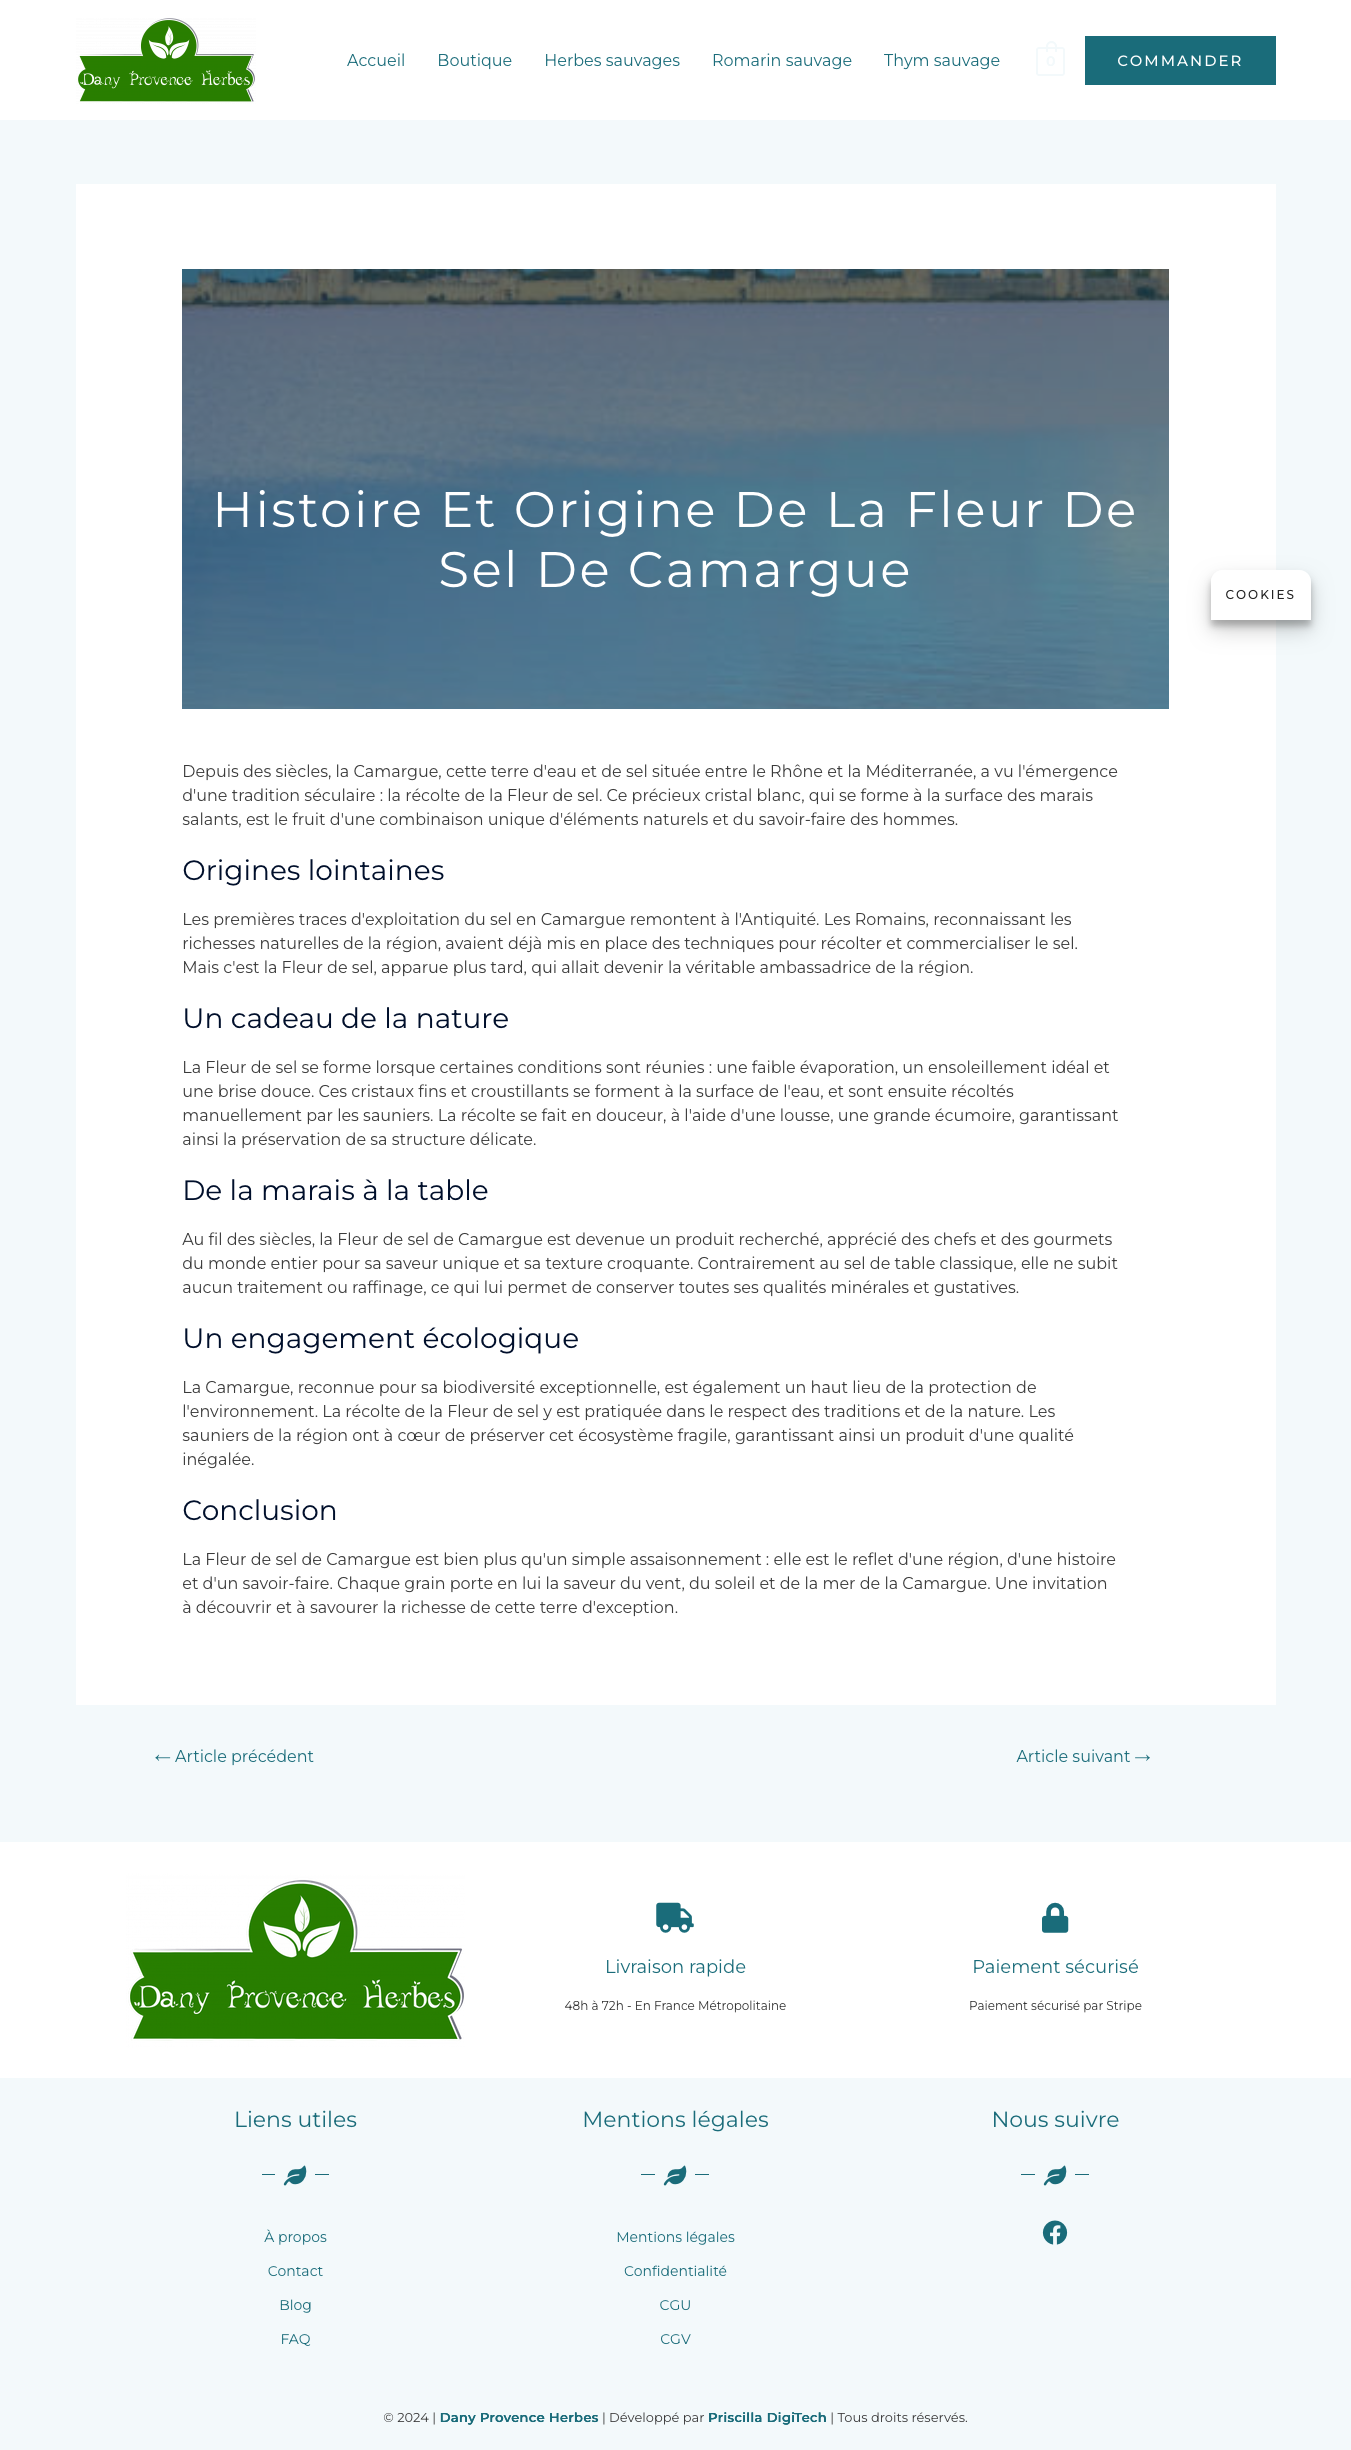 Dany Provence Herbes
Accueil
Boutique
Herbes sauvages
Romarin sauvage
Thym sauvage
0
COMMANDER
Histoire Et Origine De La Fleur De
Sel De Camargue
COOKIES
Depuis des siècles, la Camargue, cette terre d'eau et de sel située entre le Rhône et la Méditerranée, a vu l'émergence
d'une tradition séculaire : la récolte de la Fleur de sel. Ce précieux cristal blanc, qui se forme à la surface des marais
salants, est le fruit d'une combinaison unique d'éléments naturels et du savoir-faire des hommes.
Origines lointaines
Les premières traces d'exploitation du sel en Camargue remontent à l'Antiquité. Les Romains, reconnaissant les
richesses naturelles de la région, avaient déjà mis en place des techniques pour récolter et commercialiser le sel.
Mais c'est la Fleur de sel, apparue plus tard, qui allait devenir la véritable ambassadrice de la région.
Un cadeau de la nature
La Fleur de sel se forme lorsque certaines conditions sont réunies : une faible évaporation, un ensoleillement idéal et
une brise douce. Ces cristaux fins et croustillants se forment à la surface de l'eau, et sont ensuite récoltés
manuellement par les sauniers. La récolte se fait en douceur, à l'aide d'une lousse, une grande écumoire, garantissant
ainsi la préservation de sa structure délicate.
De la marais à la table
Au fil des siècles, la Fleur de sel de Camargue est devenue un produit recherché, apprécié des chefs et des gourmets
du monde entier pour sa saveur unique et sa texture croquante. Contrairement au sel de table classique, elle ne subit
aucun traitement ou raffinage, ce qui lui permet de conserver toutes ses qualités minérales et gustatives.
Un engagement écologique
La Camargue, reconnue pour sa biodiversité exceptionnelle, est également un haut lieu de la protection de
l'environnement. La récolte de la Fleur de sel y est pratiquée dans le respect des traditions et de la nature. Les
sauniers de la région ont à cœur de préserver cet écosystème fragile, garantissant ainsi un produit d'une qualité
inégalée.
Conclusion
La Fleur de sel de Camargue est bien plus qu'un simple assaisonnement : elle est le reflet d'une région, d'une histoire
et d'un savoir-faire. Chaque grain porte en lui la saveur du vent, du soleil et de la mer de la Camargue. Une invitation
à découvrir et à savourer la richesse de cette terre d'exception.
← Article précédent
Article suivant →
Dany Provence Herbes
Livraison rapide
48h à 72h - En France Métropolitaine
Paiement sécurisé
Paiement sécurisé par Stripe
Liens utiles
À propos
Contact
Blog
FAQ
Mentions légales
Mentions légales
Confidentialité
CGU
CGV
Nous suivre
© 2024 | Dany Provence Herbes | Développé par Priscilla DigiTech | Tous droits réservés.